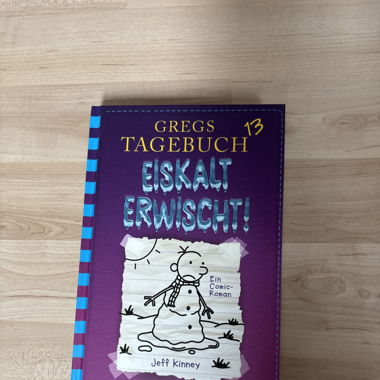 GREGS
TAGEBUCH 13
EISKALT
ERWISCHT!
Ein
Comic-
Roman
Jeff Kinney